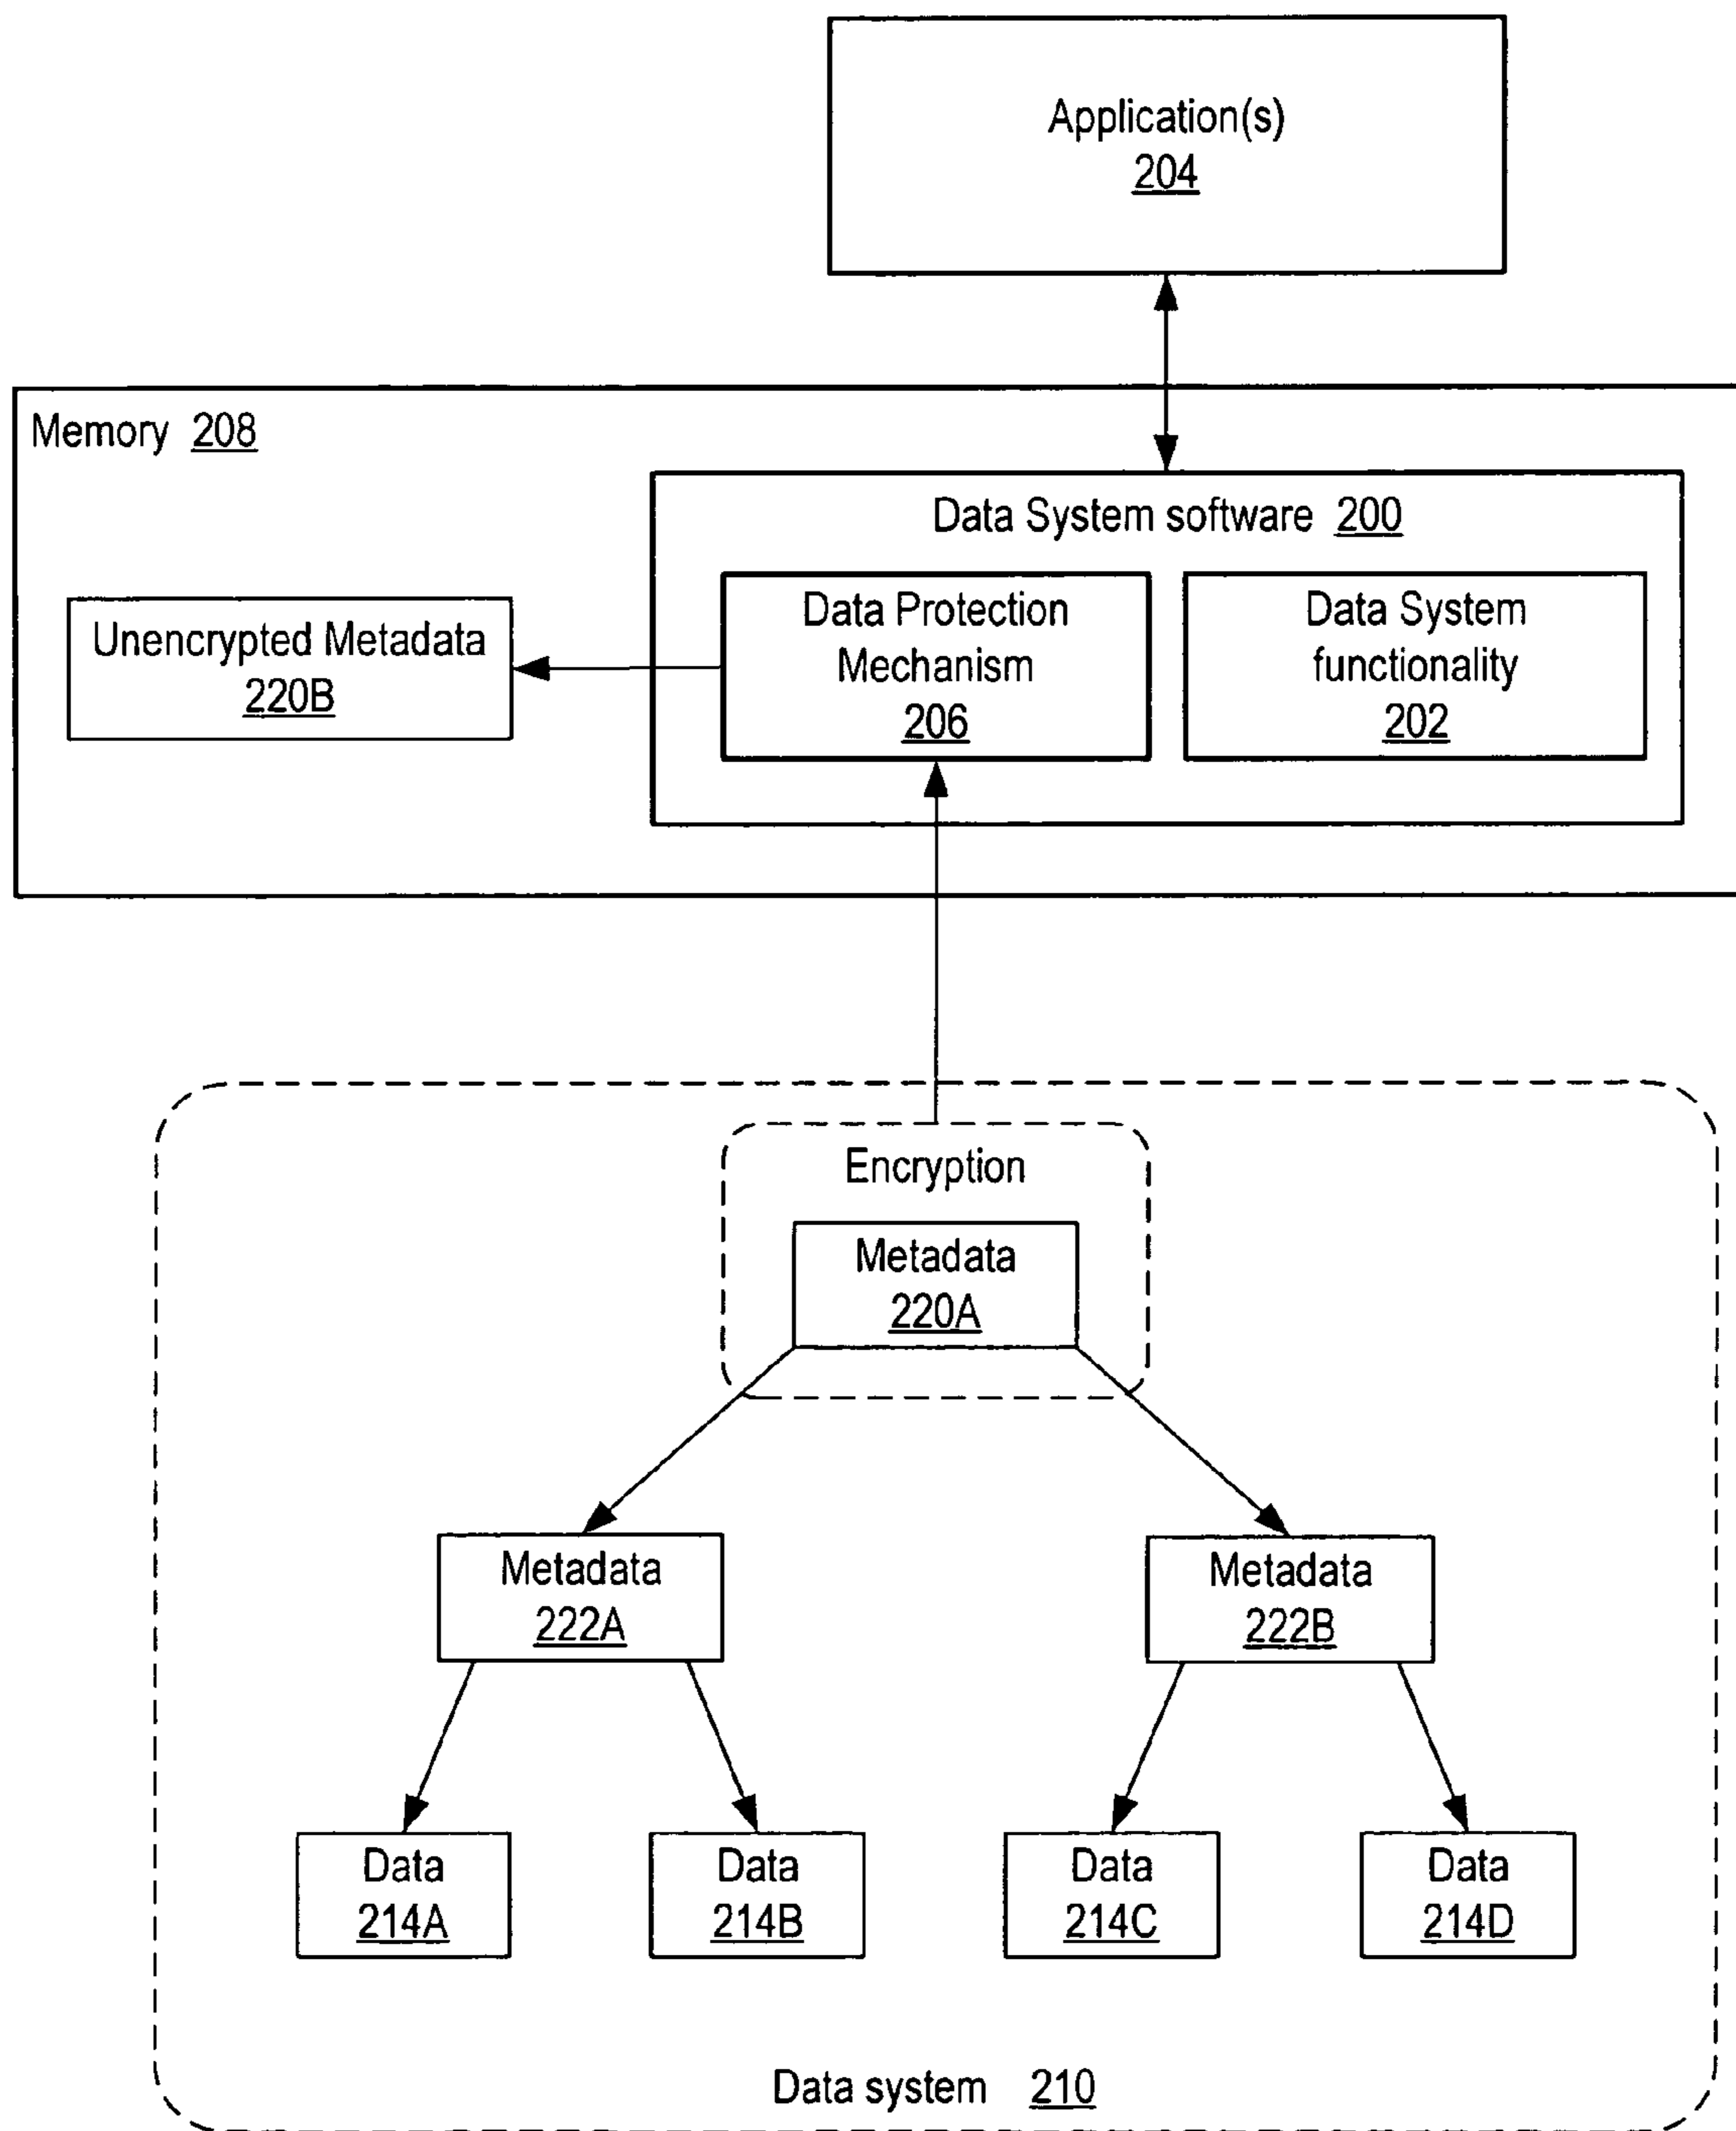 Application(s)
204
Memory 208
Data System software 200
Data Protection
Mechanism
206
Data System
functionality
202
Unencrypted Metadata
220B
Encryption
Metadata
220A
Metadata
222A
Metadata
222B
Data
214A
Data
214B
Data
214C
Data
214D
Data system 210